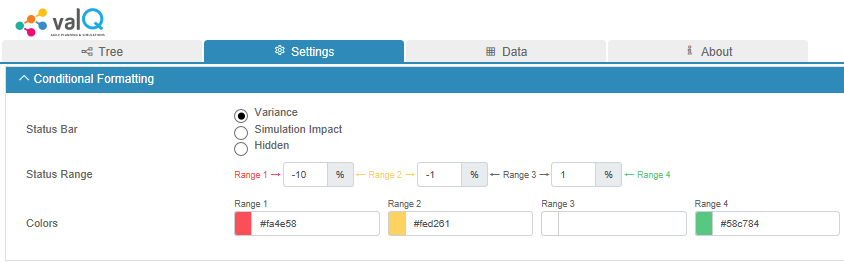 valQ
AGILE PLANNING & SIMULATIONS
Tree Settings Data About
Conditional Formatting
Status Bar
Variance
Simulation Impact
Hidden
Status Range Range 1 → -10 % ← Range 2 → -1 % ← Range 3 → 1 % ← Range 4
Range 1 Range 2 Range 3 Range 4
Colors #fa4e58 #fed261 #58c784